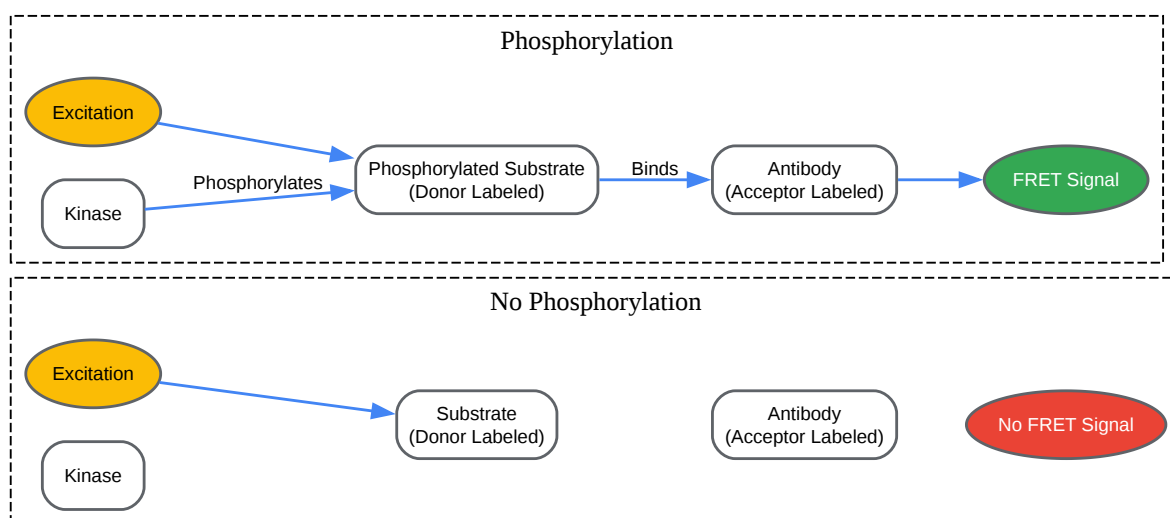 Phosphorylation
Excitation
Kinase
Phosphorylates
Phosphorylated Substrate
(Donor Labeled)
Binds
Antibody
(Acceptor Labeled)
FRET Signal
No Phosphorylation
Excitation
Kinase
Substrate
(Donor Labeled)
Antibody
(Acceptor Labeled)
No FRET Signal